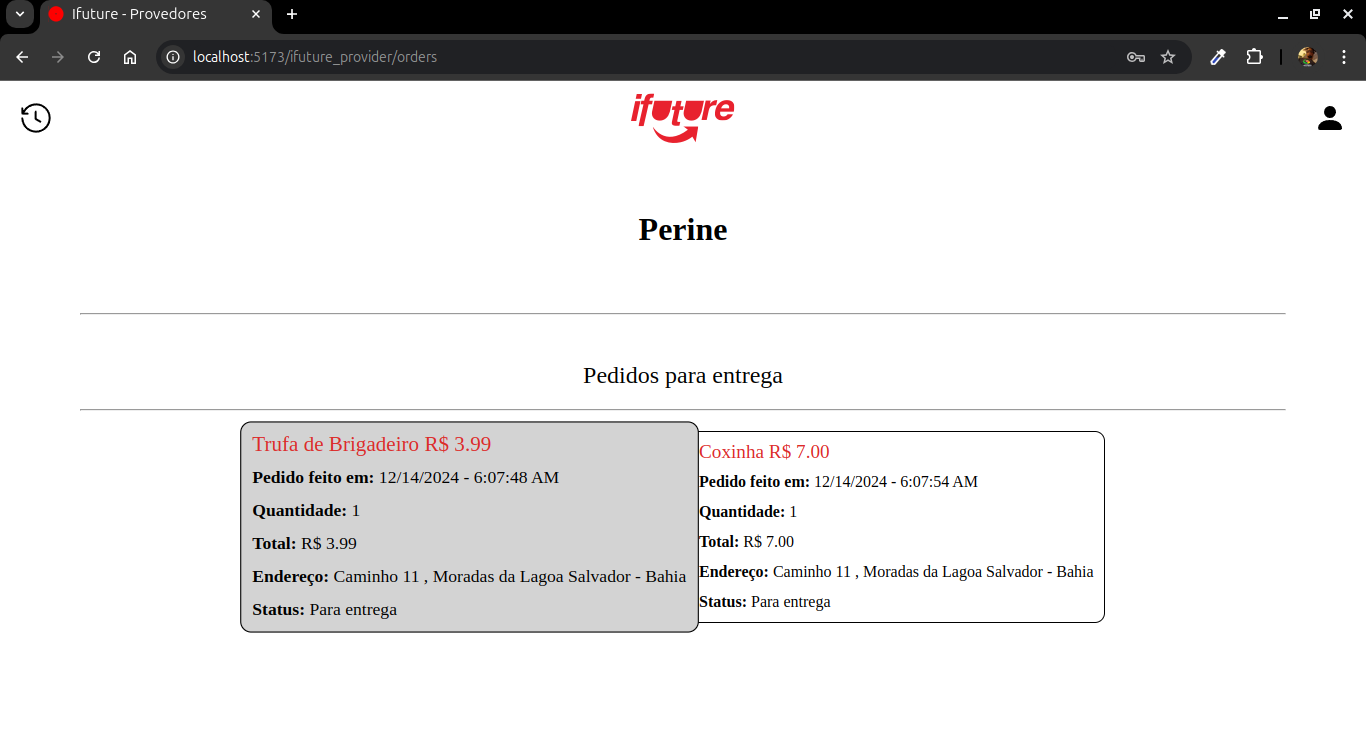 Ifuture - Provedores
localhost:5173/ifuture_provider/orders
ifuture
Perine
Pedidos para entrega
Trufa de Brigadeiro R$ 3.99
Pedido feito em: 12/14/2024 - 6:07:48 AM
Quantidade: 1
Total: R$ 3.99
Endereço: Caminho 11 , Moradas da Lagoa Salvador - Bahia
Status: Para entrega
Coxinha R$ 7.00
Pedido feito em: 12/14/2024 - 6:07:54 AM
Quantidade: 1
Total: R$ 7.00
Endereço: Caminho 11 , Moradas da Lagoa Salvador - Bahia
Status: Para entrega